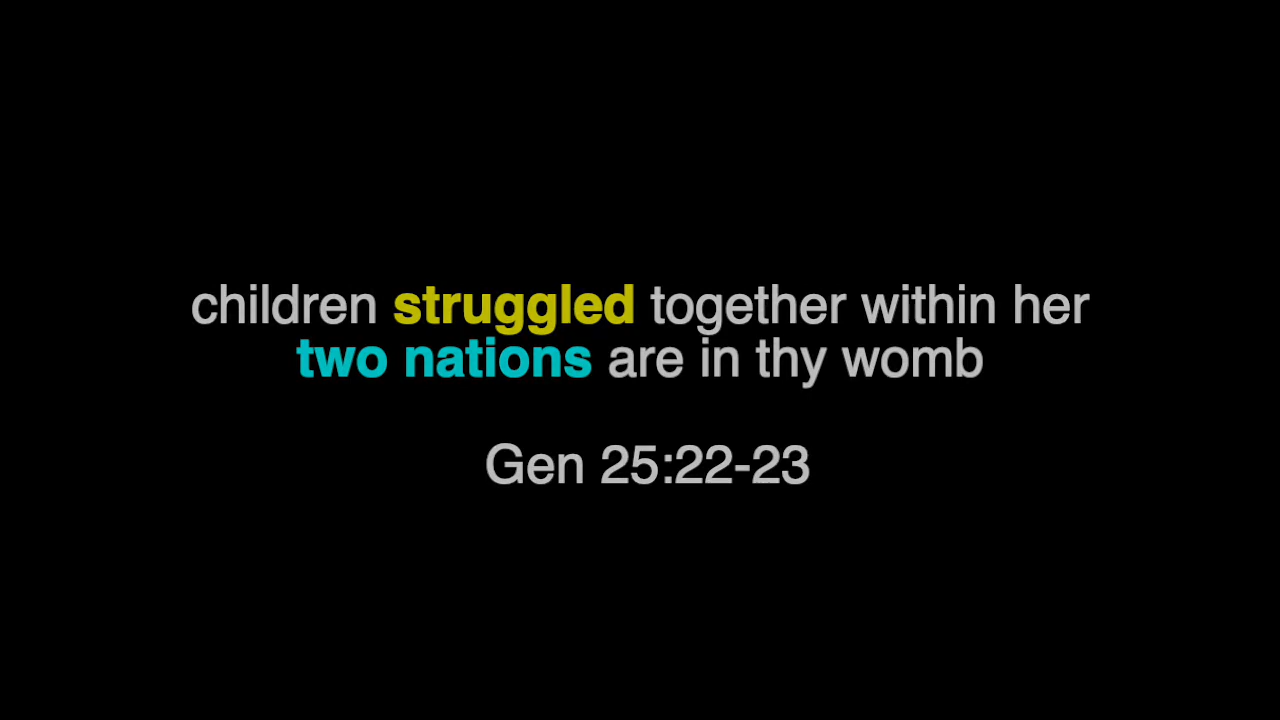 children struggled together within her
two nations are in thy womb
Gen 25:22-23